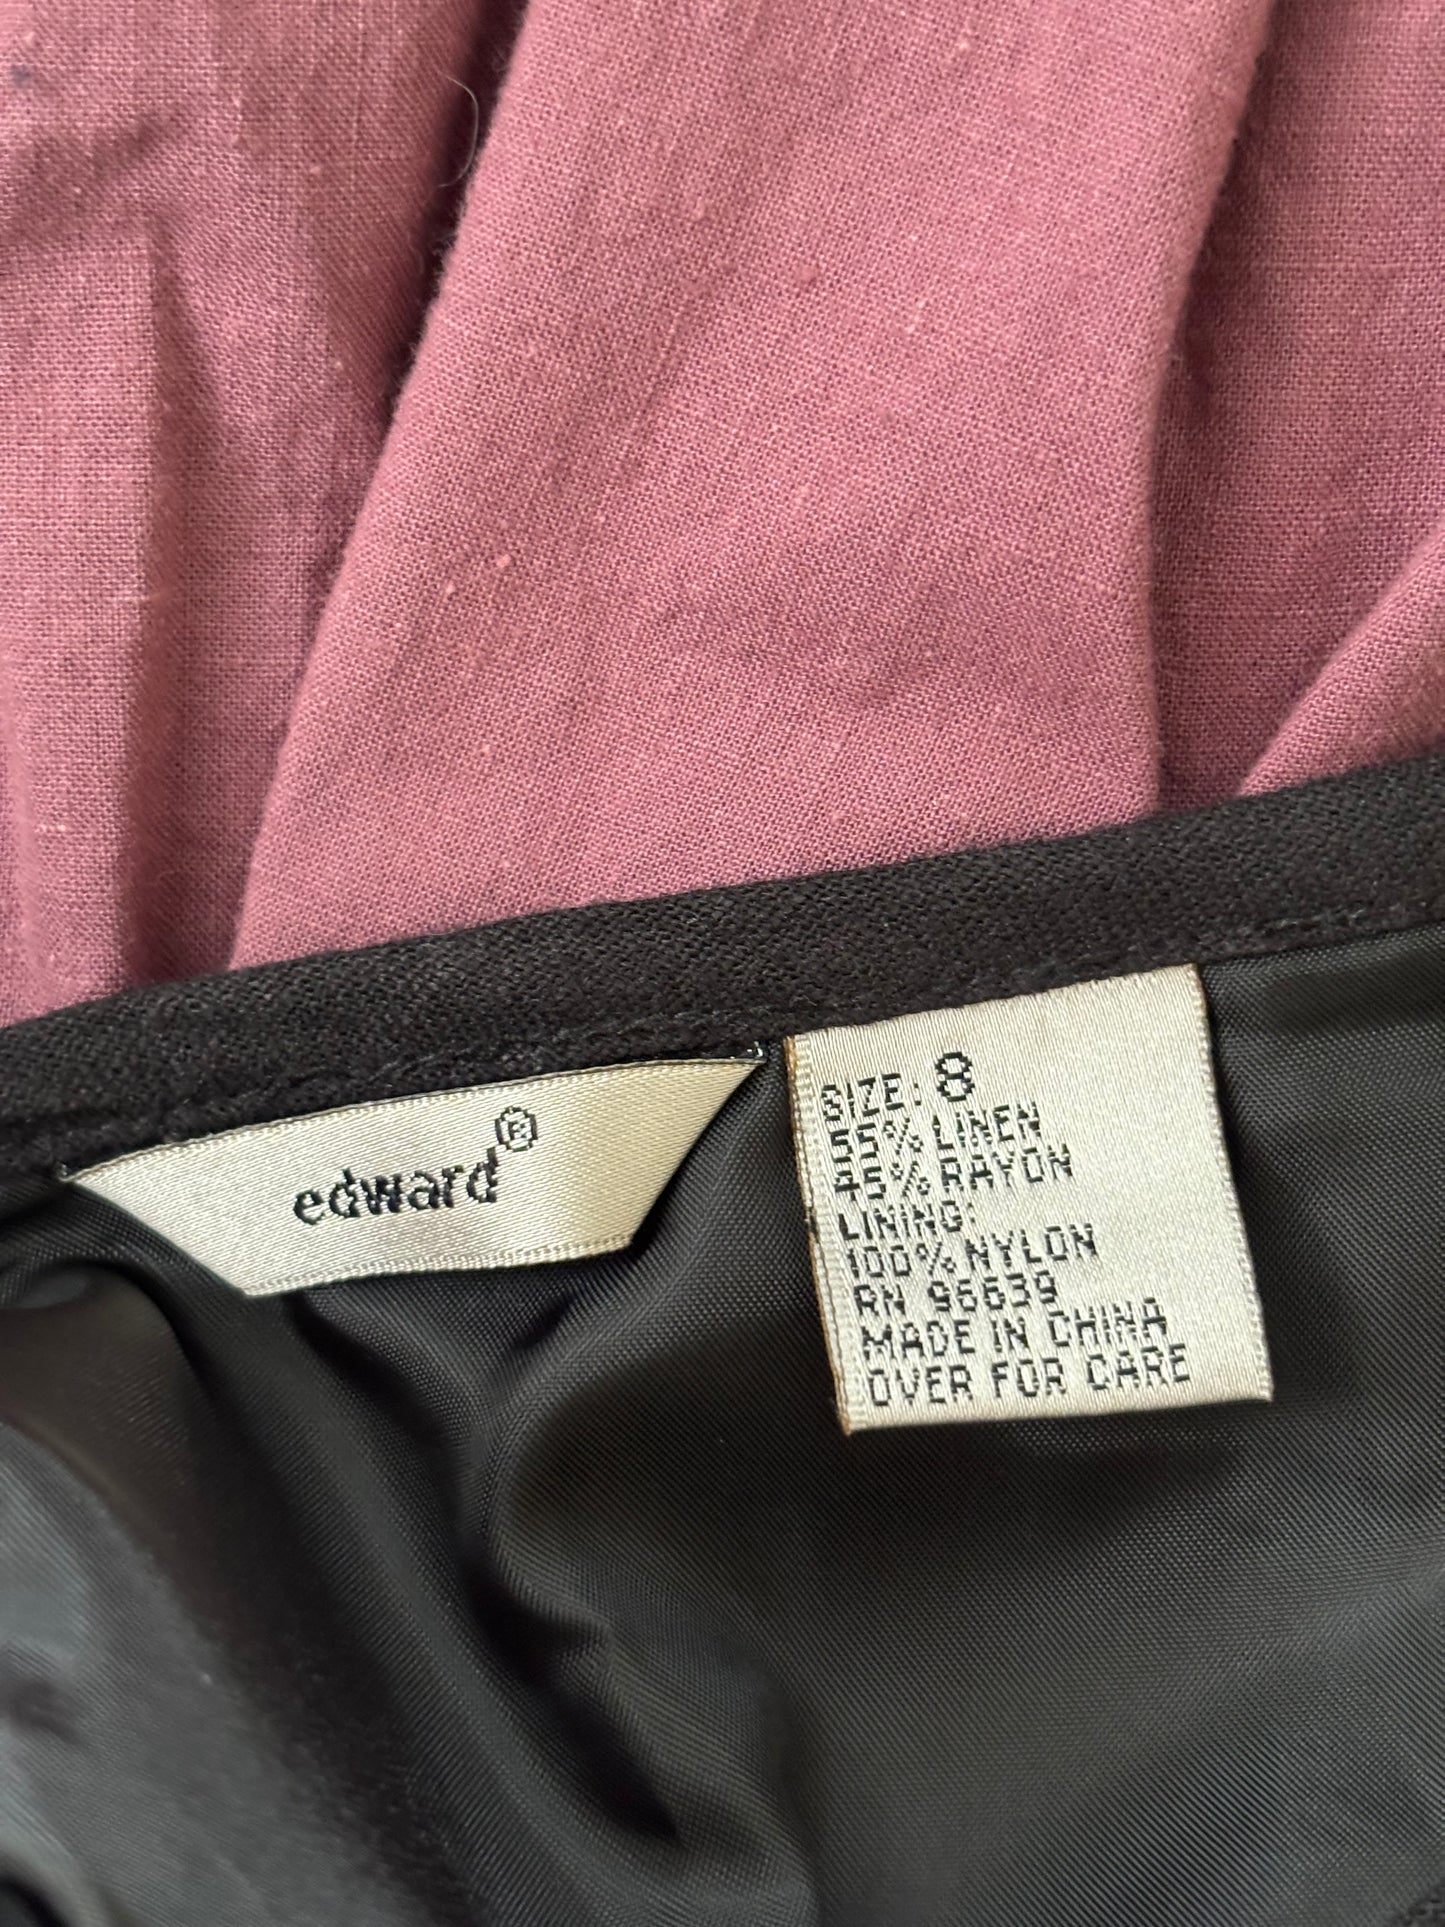 edward®
SIZE: 8
55% LINEN
45% RAYON
LINING:
100% NYLON
RN 96639
MADE IN CHINA
OVER FOR CARE